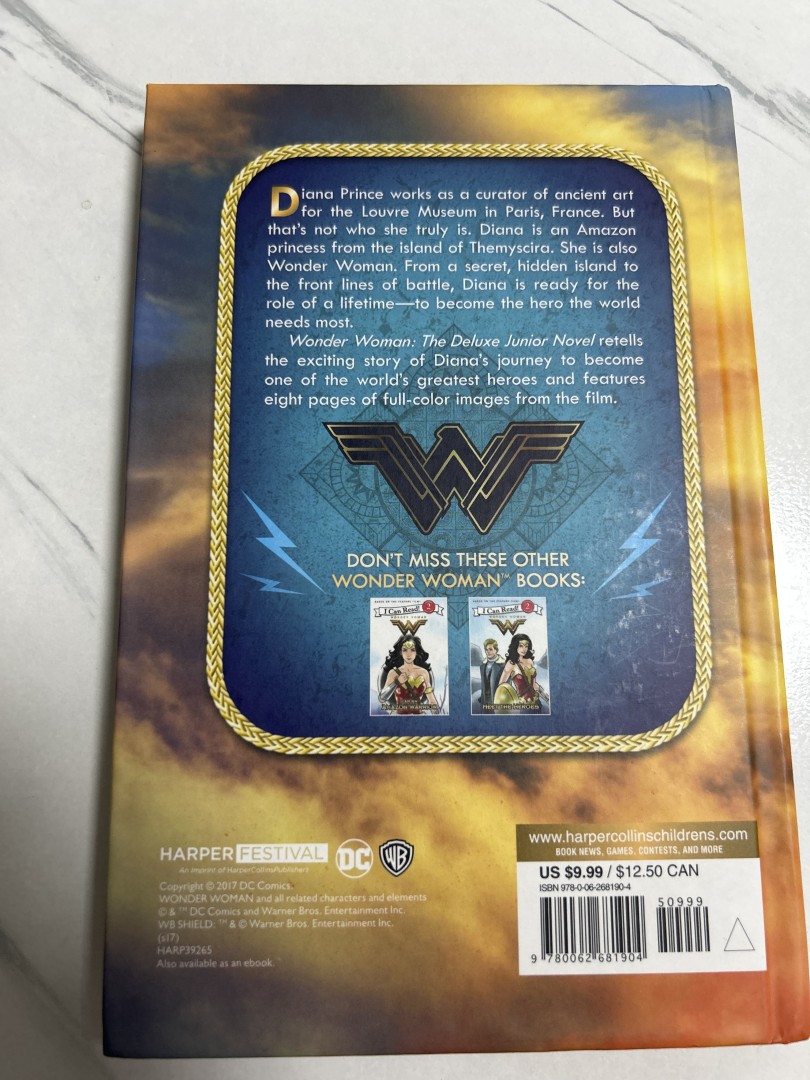 Diana Prince works as a curator of ancient art
for the Louvre Museum in Paris, France. But
that's not who she truly is. Diana is an Amazon
princess from the island of Themyscira. She is also
Wonder Woman. From a secret, hidden island to
the front lines of battle, Diana is ready for the
role of a lifetime—to become the hero the world
needs most.
Wonder Woman: The Deluxe Junior Novel retells
the exciting story of Diana's journey to become
one of the world's greatest heroes and features
eight pages of full-color images from the film.
DON'T MISS THESE OTHER
WONDER WOMAN™ BOOKS:
I Can Read! 2
WONDER WOMAN
AMAZON WARRIOR
I Can Read! 2
WONDER WOMAN
MEET THE HEROES
HARPER FESTIVAL
An Imprint of HarperCollinsPublishers
DC
WB
Copyright © 2017 DC Comics.
WONDER WOMAN and all related characters and elements
© & ™ DC Comics and Warner Bros. Entertainment Inc.
WB SHIELD: ™ & © Warner Bros. Entertainment Inc.
(s17)
HARP39265
Also available as an ebook.
www.harpercollinschildrens.com
BOOK NEWS, GAMES, CONTESTS, AND MORE
US $9.99 / $12.50 CAN
ISBN 978-0-06-268190-4
50999
9 780062 681904